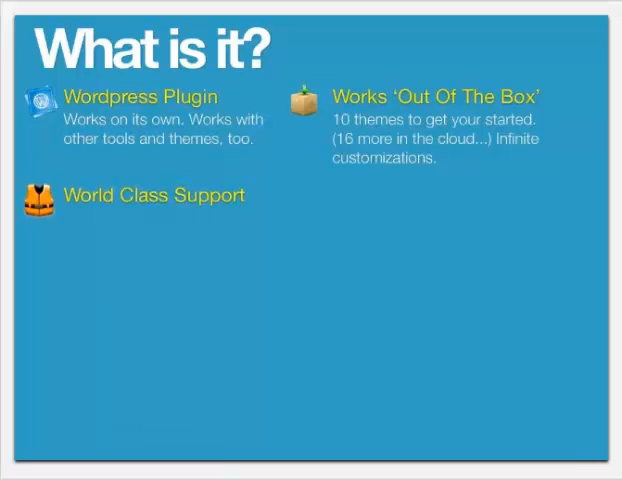 What is it?
Wordpress Plugin
Works on its own. Works with
other tools and themes, too.
Works ‘Out Of The Box’
10 themes to get your started.
(16 more in the cloud...) Infinite
customizations.
World Class Support